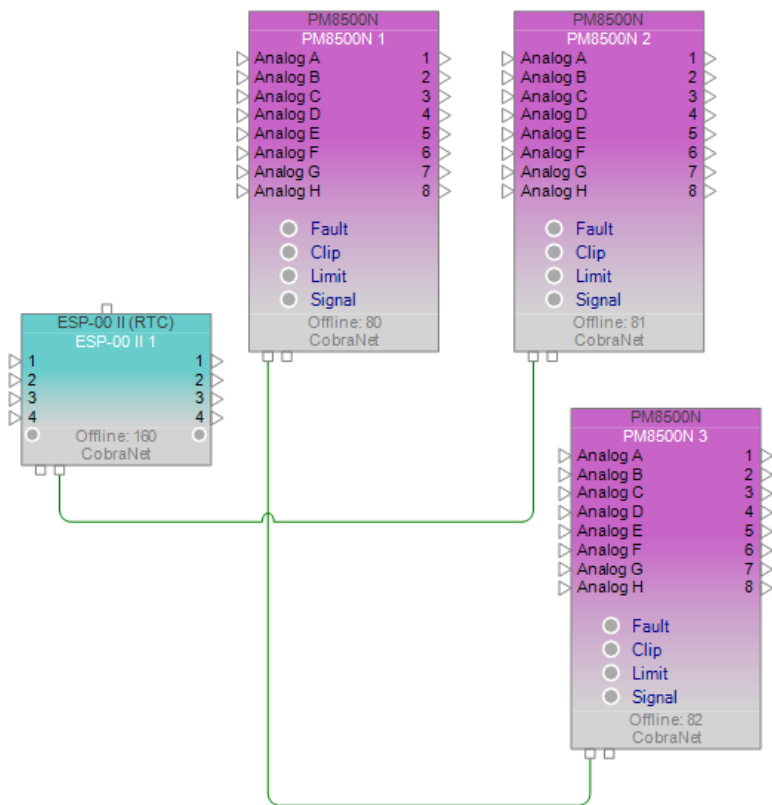 PM8500N
PM8500N 1
Analog A 1
Analog B 2
Analog C 3
Analog D 4
Analog E 5
Analog F 6
Analog G 7
Analog H 8
Fault
Clip
Limit
Signal
Offline: 80
CobraNet
PM8500N
PM8500N 2
Analog A 1
Analog B 2
Analog C 3
Analog D 4
Analog E 5
Analog F 6
Analog G 7
Analog H 8
Fault
Clip
Limit
Signal
Offline: 81
CobraNet
ESP-00 II (RTC)
ESP-00 II 1
1 1
2 2
3 3
4 4
Offline: 160
CobraNet
PM8500N
PM8500N 3
Analog A 1
Analog B 2
Analog C 3
Analog D 4
Analog E 5
Analog F 6
Analog G 7
Analog H 8
Fault
Clip
Limit
Signal
Offline: 82
CobraNet